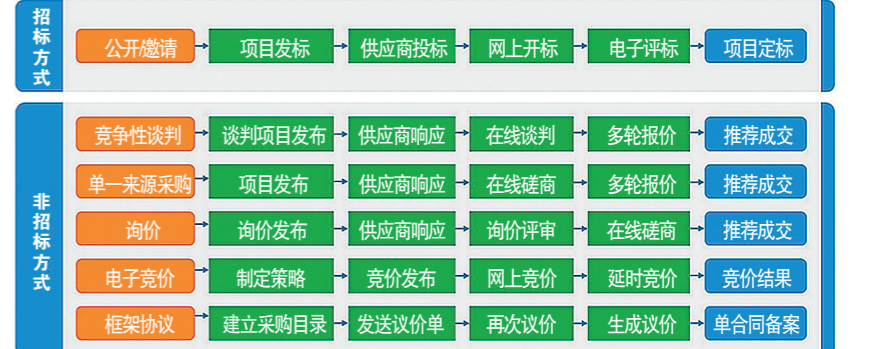 招标方式
公开/邀请 项目发标 供应商投标 网上开标 电子评标 项目定标
非招标方式
竞争性谈判 谈判项目发布 供应商响应 在线谈判 多轮报价 推荐成交
单一来源采购 项目发布 供应商响应 在线磋商 多轮报价 推荐成交
询价 询价发布 供应商响应 询价评审 在线磋商 推荐成交
电子竞价 制定策略 竞价发布 网上竞价 延时竞价 竞价结果
框架协议 建立采购目录 发送议价单 再次议价 生成议价 单合同备案